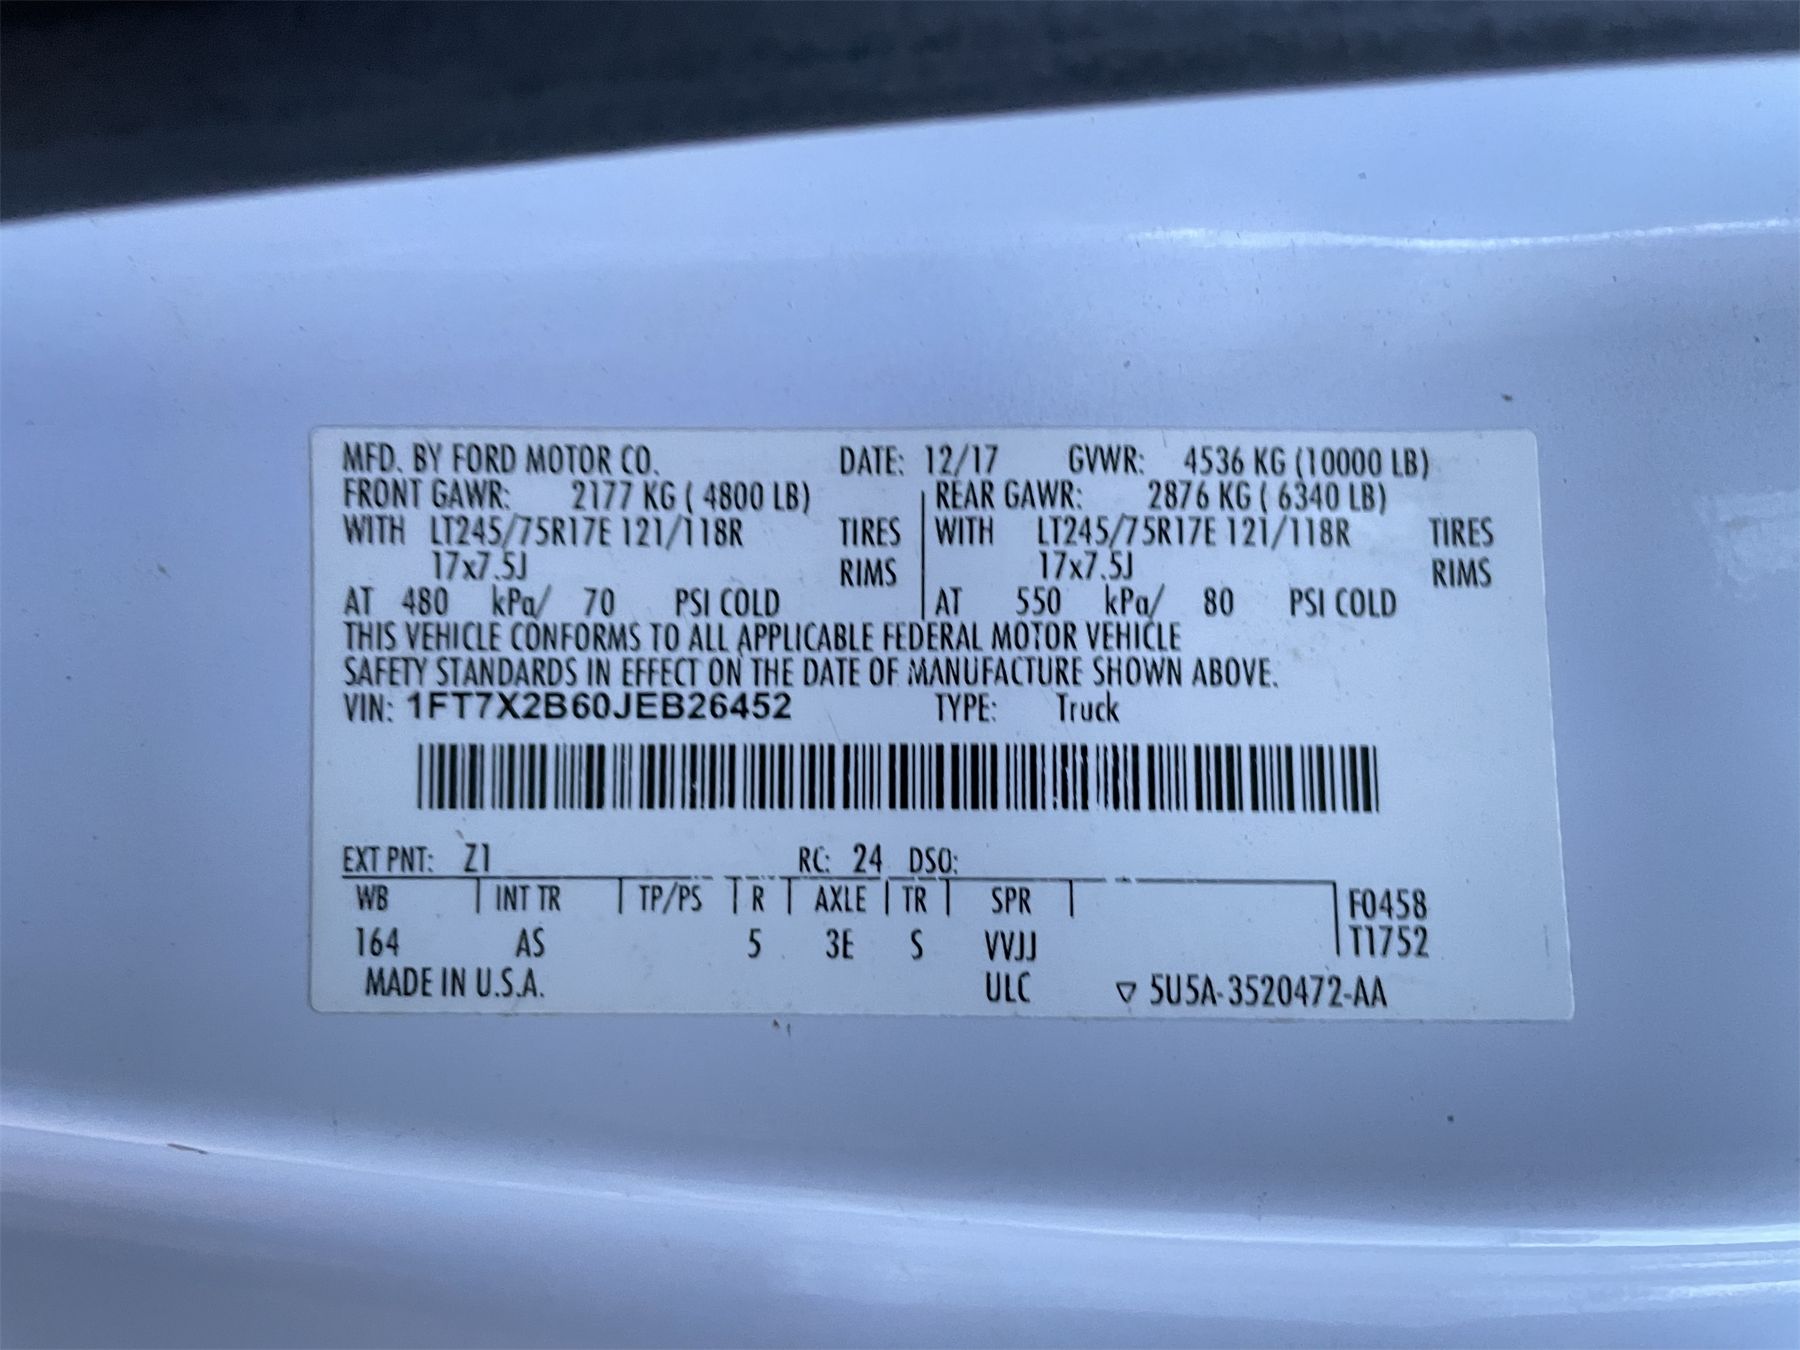 MFD. BY FORD MOTOR CO. DATE: 12/17 GVWR: 4536 KG (10000 LB)
FRONT GAWR: 2177 KG ( 4800 LB) REAR GAWR: 2876 KG ( 6340 LB)
WITH LT245/75R17E 121/118R TIRES WITH LT245/75R17E 121/118R TIRES
17x7.5J RIMS 17x7.5J RIMS
AT 480 kPa/ 70 PSI COLD AT 550 kPa/ 80 PSI COLD
THIS VEHICLE CONFORMS TO ALL APPLICABLE FEDERAL MOTOR VEHICLE
SAFETY STANDARDS IN EFFECT ON THE DATE OF MANUFACTURE SHOWN ABOVE.
VIN: 1FT7X2B60JEB26452 TYPE: Truck
EXT PNT: Z1 RC: 24 DSO:
WB INT TR TP/PS R AXLE TR SPR F0458
164 AS 5 3E S VVJJ T1752
MADE IN U.S.A. ULC ▽ 5U5A-3520472-AA